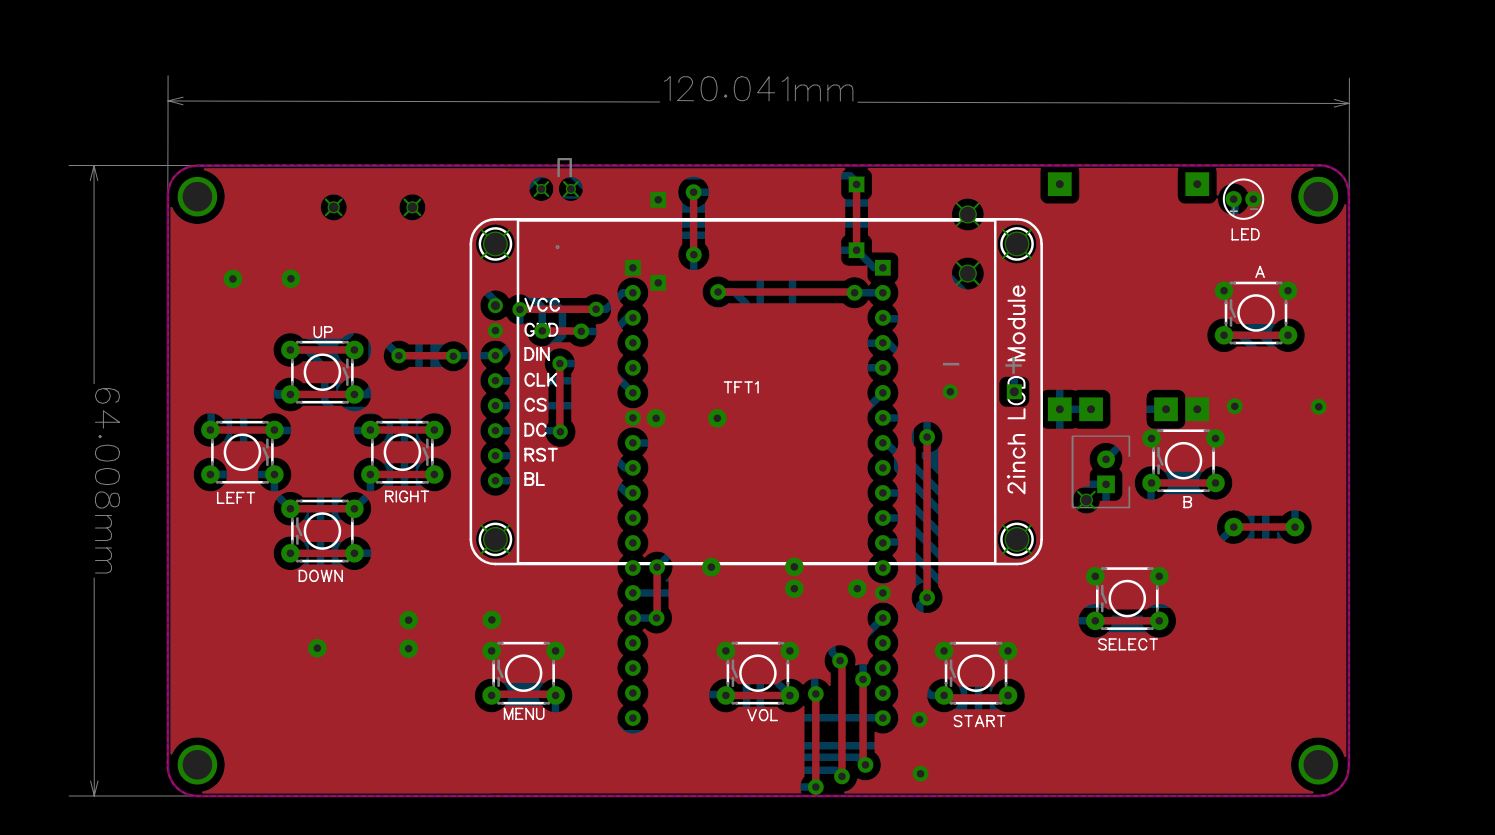 120.041mm
64.008mm
LED
A
VCC
GND
UP
DIN
CLK
TFT1
CS
DC
RST
BL
2inch LCD Module
LEFT
RIGHT
B
DOWN
SELECT
MENU
VOL
START